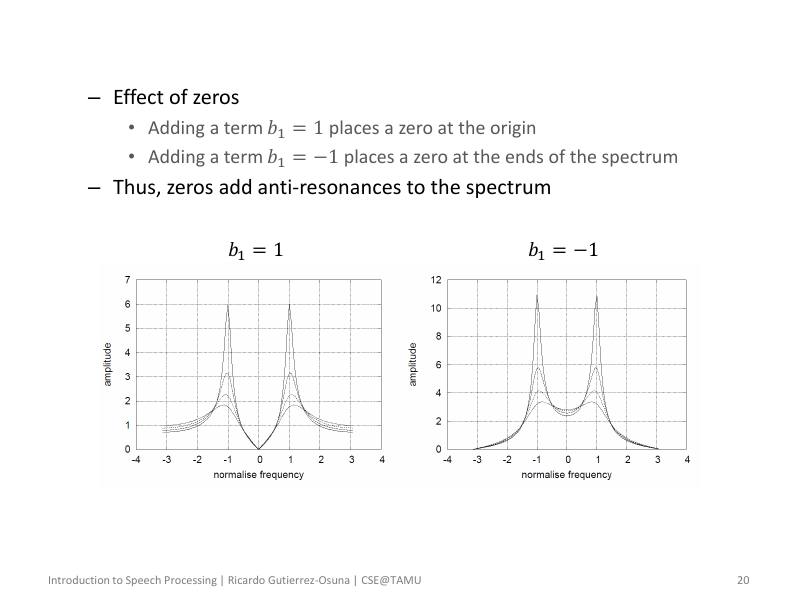 – Effect of zeros
• Adding a term b₁ = 1 places a zero at the origin
• Adding a term b₁ = −1 places a zero at the ends of the spectrum
– Thus, zeros add anti-resonances to the spectrum
b₁ = 1
b₁ = −1
7
6
5
4
3
2
1
0
amplitude
-4 -3 -2 -1 0 1 2 3 4
normalise frequency
12
10
8
6
4
2
0
amplitude
-4 -3 -2 -1 0 1 2 3 4
normalise frequency
Introduction to Speech Processing | Ricardo Gutierrez-Osuna | CSE@TAMU
20